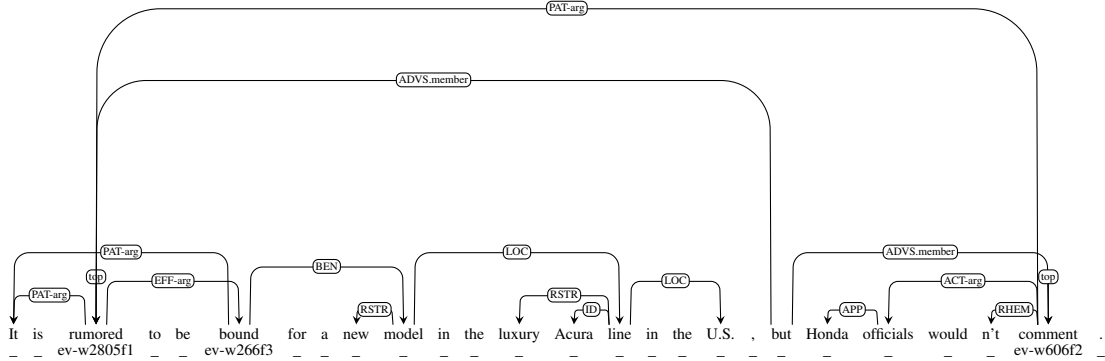 PAT-arg
ADVS.member
PAT-arg LOC ADVS.member
top EFF-arg BEN LOC ACT-arg top
PAT-arg RSTR RSTR ID APP RHEM
It is rumored to be bound for a new model in the luxury Acura line in the U.S. , but Honda officials would n't comment .
_ _ ev-w2805f1 _ _ ev-w266f3 _ _ _ _ _ _ _ _ _ _ _ _ _ _ _ _ _ _ ev-w606f2 _